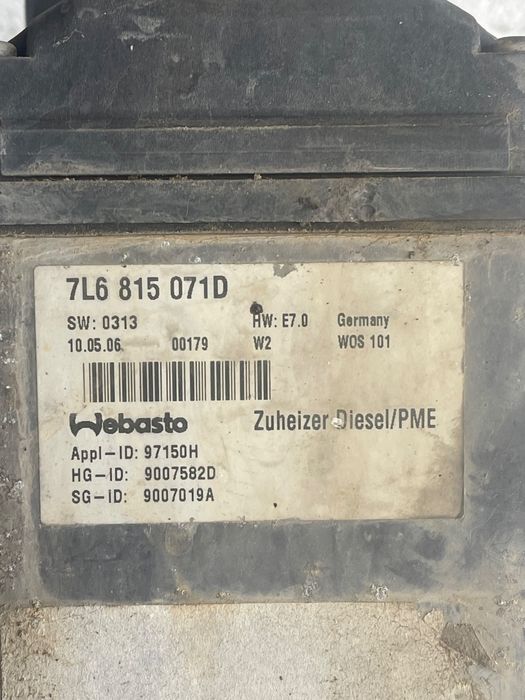 7L6 815 071D
SW: 0313 HW: E7.0 Germany
10.05.06 00179 W2 WOS 101
Webasto Zuheizer Diesel/PME
Appl-ID: 97150H
HG-ID: 9007582D
SG-ID: 9007019A